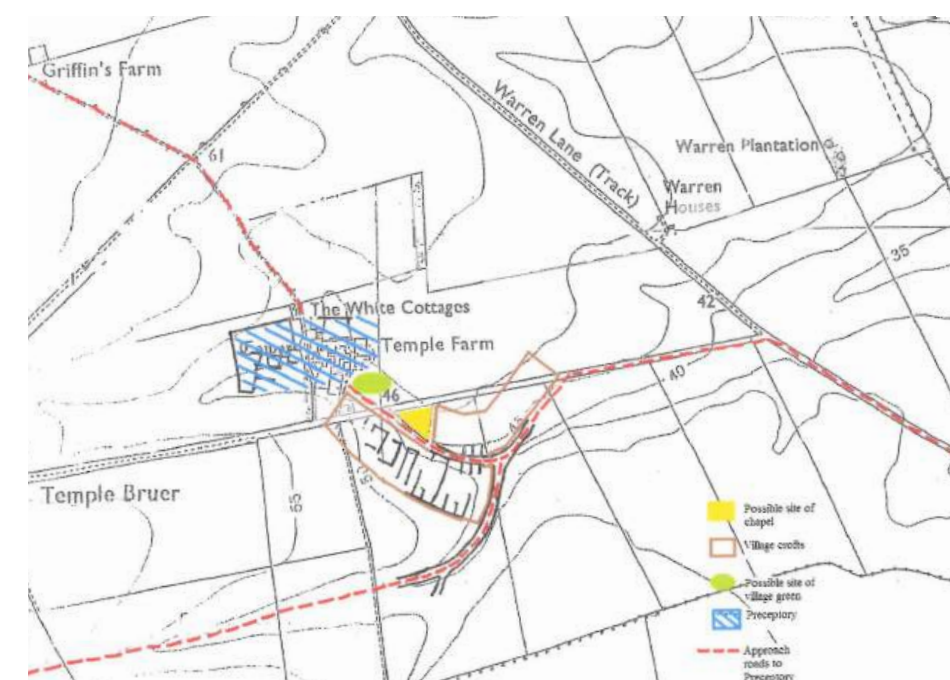 Griffin's Farm
61
Warren Lane (Track)
Warren Plantation
Warren
Houses
35
42
The White Cottages
Temple Farm
46
40
45
Temple Bruer
65
Possible site of
chapel
Village crofts
Possible site of
village green
Preceptory
Approach
roads to
Preceptory